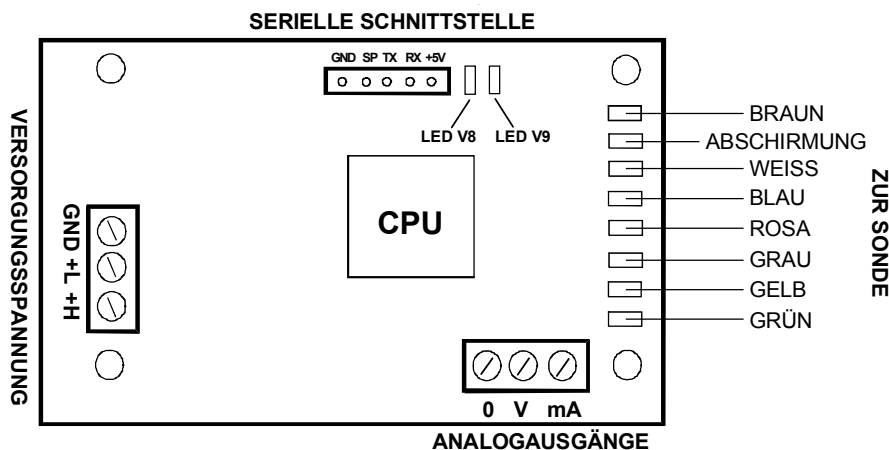 SERIELLE SCHNITTSTELLE
GND SP TX RX +5V
LED V8 LED V9
VERSORGUNGSSPANNUNG
GND +L +H
CPU
BRAUN
ABSCHIRMUNG
WEISS
BLAU
ROSA
GRAU
GELB
GRÜN
ZUR SONDE
0 V mA
ANALOGAUSGÄNGE